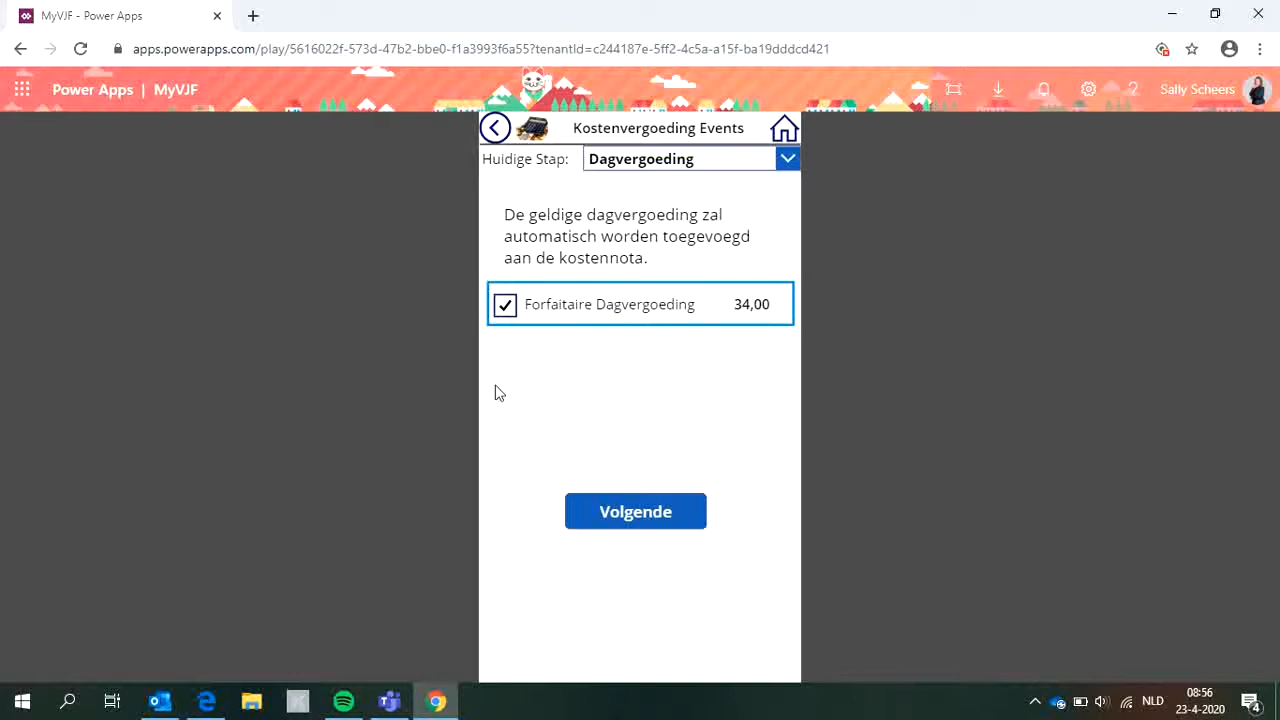 MyVJF - Power Apps
apps.powerapps.com/play/5616022f-573d-47b2-bbe0-f1a3993f6a55?tenantId=c244187e-5ff2-4c5a-a15f-ba19dddcd421
Power Apps | MyVJF
Sally Scheers
Kostenvergoeding Events
Huidige Stap: Dagvergoeding
De geldige dagvergoeding zal
automatisch worden toegevoegd
aan de kostennota.
Forfaitaire Dagvergoeding 34,00
Volgende
NLD
08:56
23-4-2020
4